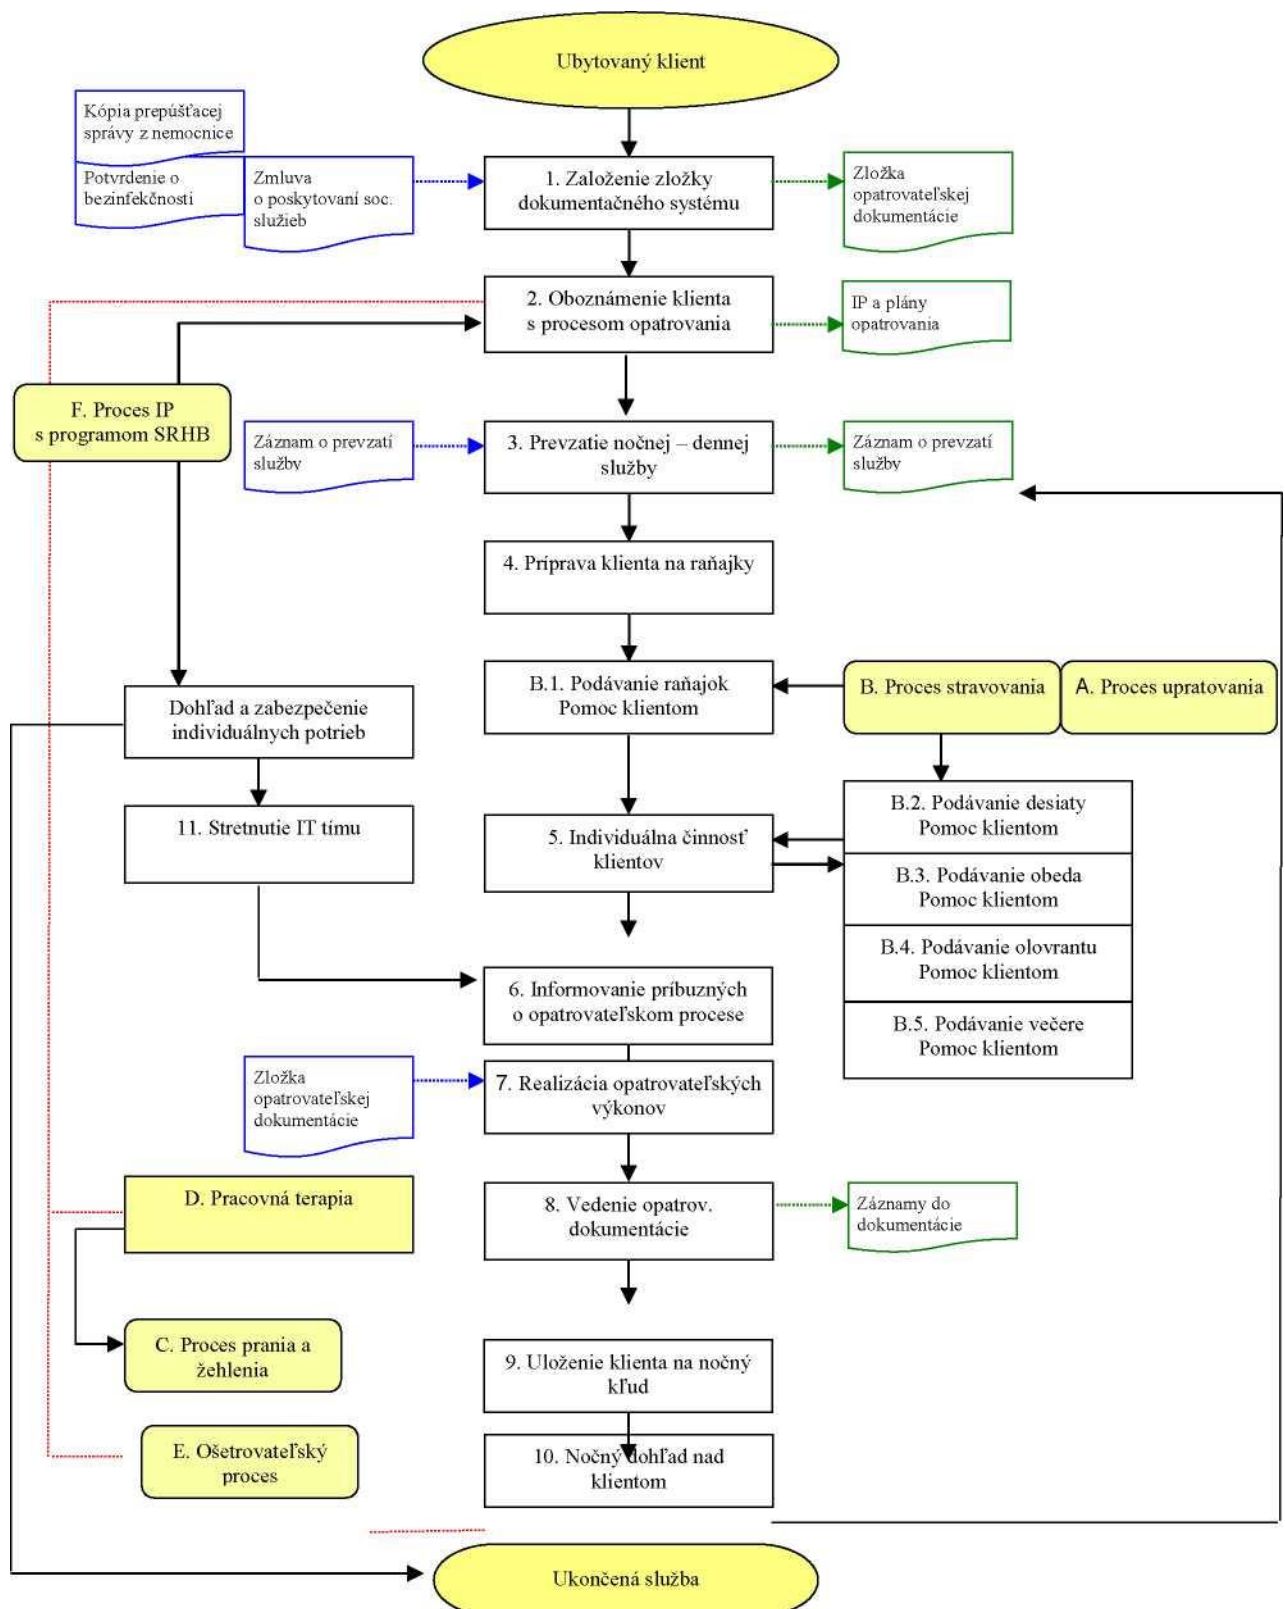 Ubytovaný klient
Kópia prepúšťacej
správy z nemocnice
Potvrdenie o
bezinfekčnosti
Zmluva
o poskytovaní soc.
služieb
1. Založenie zložky
dokumentačného systému
Zložka
opatrovateľskej
dokumentácie
2. Oboznámenie klienta
s procesom opatrovania
IP a plány
opatrovania
F. Proces IP
s programom SRHB
Záznam o prevzatí
služby
3. Prevzatie nočnej – dennej
služby
Záznam o prevzatí
služby
4. Príprava klienta na raňajky
B.1. Podávanie raňajok
Pomoc klientom
B. Proces stravovania
A. Proces upratovania
Dohľad a zabezpečenie
individuálnych potrieb
B.2. Podávanie desiaty
Pomoc klientom
11. Stretnutie IT tímu
5. Individuálna činnosť
klientov
B.3. Podávanie obeda
Pomoc klientom
B.4. Podávanie olovrantu
Pomoc klientom
6. Informovanie príbuzných
o opatrovateľskom procese
B.5. Podávanie večere
Pomoc klientom
Zložka
opatrovateľskej
dokumentácie
7. Realizácia opatrovateľských
výkonov
D. Pracovná terapia
8. Vedenie opatrov.
dokumentácie
Záznamy do
dokumentácie
C. Proces prania a
žehlenia
9. Uloženie klienta na nočný
kľud
E. Ošetrovateľský
proces
10. Nočný dohľad nad
klientom
Ukončená služba